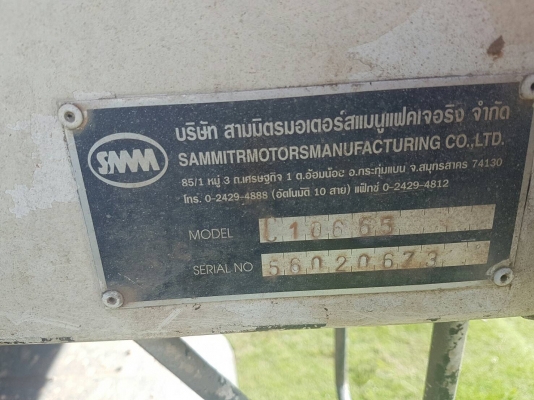 SMM
บริษัท สามมิตรมอเตอร์สแมนูแฟคเจอริง จำกัด
SAMMITRMOTORSMANUFACTURING CO.,LTD.
85/1 หมู่ 3 ถ.เศรษฐกิจ 1 ต.อ้อมน้อย อ.กระทุ่มแบน จ.สมุทรสาคร 74130
โทร. 0-2429-4888 (อัตโนมัติ 10 สาย) แฟ็กซ์ 0-2429-4812
MODEL L10665
SERIAL NO 56020673